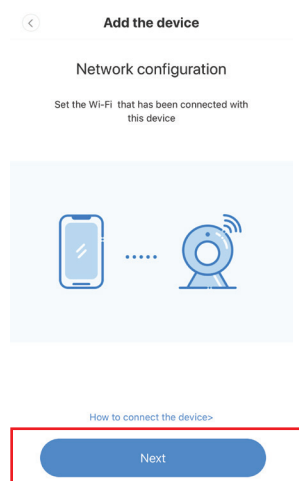 Add the device
Network configuration
Set the Wi-Fi that has been connected with
this device
How to connect the device>
Next